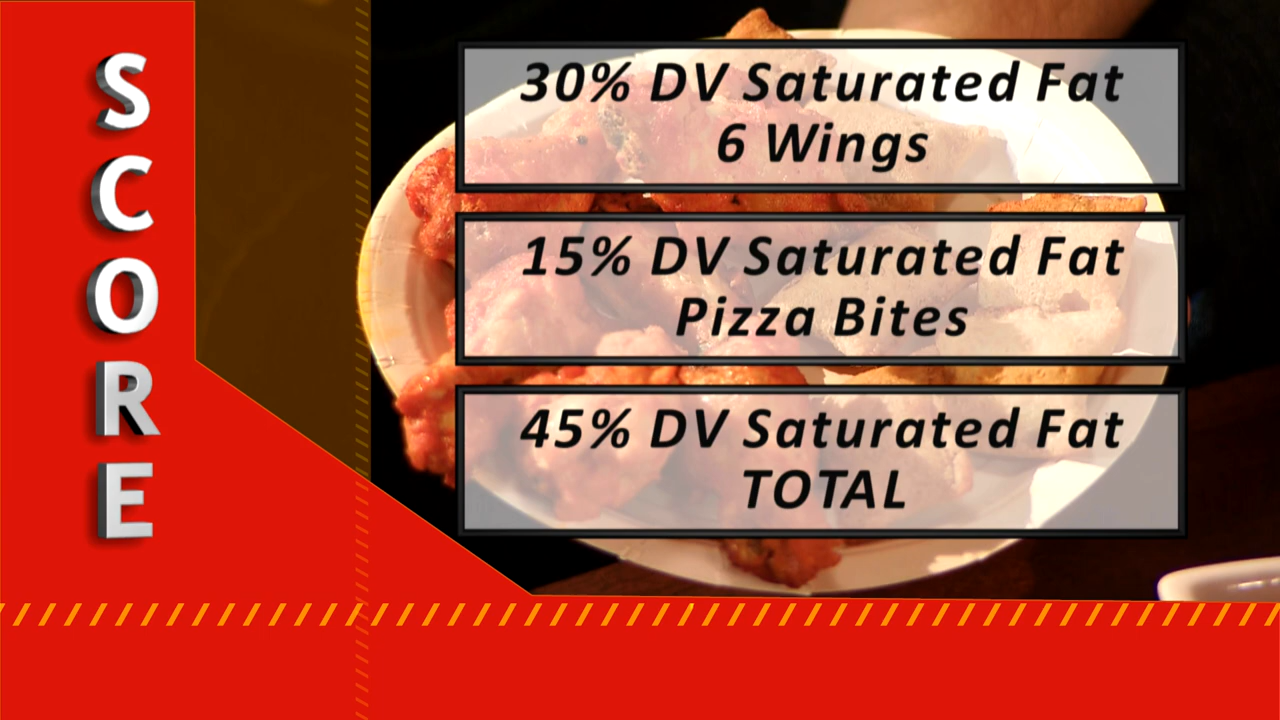 SCORE
30% DV Saturated Fat
6 Wings
15% DV Saturated Fat
Pizza Bites
45% DV Saturated Fat
TOTAL